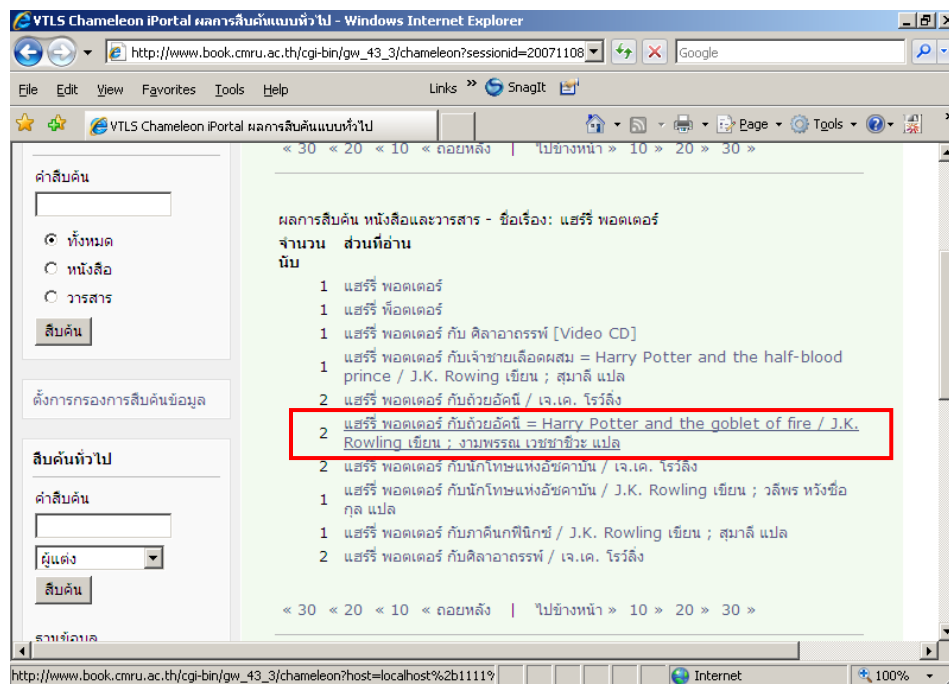 VTLS Chameleon iPortal ผลการสืบค้นแบบทั่วไป - Windows Internet Explorer
http://www.book.cmru.ac.th/cgi-bin/gw_43_3/chameleon?sessionid=20071108
Google
File Edit View Favorites Tools Help Links » SnagIt
VTLS Chameleon iPortal ผลการสืบค้นแบบทั่วไป
Page Tools
« 30 « 20 « 10 « ถอยหลัง | ไปข้างหน้า » 10 » 20 » 30 »
คำสืบค้น
ทั้งหมด
หนังสือ
วารสาร
สืบค้น
ตั้งการกรองการสืบค้นข้อมูล
สืบค้นทั่วไป
คำสืบค้น
ผู้แต่ง
สืบค้น
ฐานข้อมูล
ผลการสืบค้น หนังสือและวารสาร - ชื่อเรื่อง: แฮร์รี่ พอตเตอร์
จำนวน ส่วนที่อ่าน
นับ
1 แฮร์รี่ พอตเตอร์
1 แฮร์รี่ พ็อตเตอร์
1 แฮร์รี่ พอตเตอร์ กับ ศิลาอาถรรพ์ [Video CD]
1 แฮร์รี่ พอตเตอร์ กับเจ้าชายเลือดผสม = Harry Potter and the half-blood
prince / J.K. Rowing เขียน ; สุมาลี แปล
2 แฮร์รี่ พอตเตอร์ กับถ้วยอัคนี / เจ.เค. โรว์ลิ่ง
2 แฮร์รี่ พอตเตอร์ กับถ้วยอัคนี = Harry Potter and the goblet of fire / J.K.
Rowling เขียน ; งามพรรณ เวชชาชีวะ แปล
2 แฮร์รี่ พอตเตอร์ กับนักโทษแห่งอัซคาบัน / เจ.เค. โรว์ลิ่ง
1 แฮร์รี่ พอตเตอร์ กับนักโทษแห่งอัซคาบัน / J.K. Rowling เขียน ; วลีพร หวังซื่อ
กุล แปล
1 แฮร์รี่ พอตเตอร์ กับภาคีนกฟีนิกซ์ / J.K. Rowling เขียน ; สุมาลี แปล
2 แฮร์รี่ พอตเตอร์ กับศิลาอาถรรพ์ / เจ.เค. โรว์ลิ่ง
« 30 « 20 « 10 « ถอยหลัง | ไปข้างหน้า » 10 » 20 » 30 »
http://www.book.cmru.ac.th/cgi-bin/gw_43_3/chameleon?host=localhost%2b11119
Internet 100%